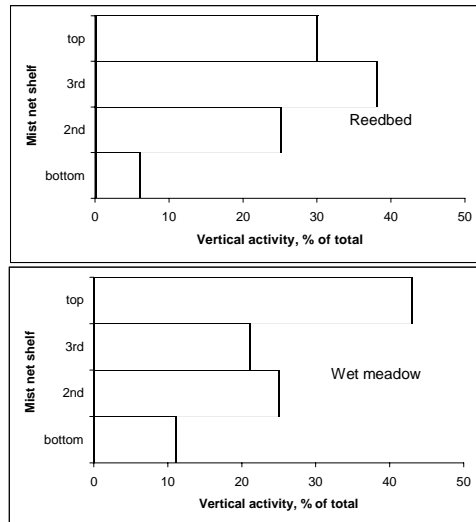 Mist net shelf
top
3rd
2nd
bottom
Reedbed
0 10 20 30 40 50
Vertical activity, % of total
Mist net shelf
top
3rd
2nd
bottom
Wet meadow
0 10 20 30 40 50
Vertical activity, % of total